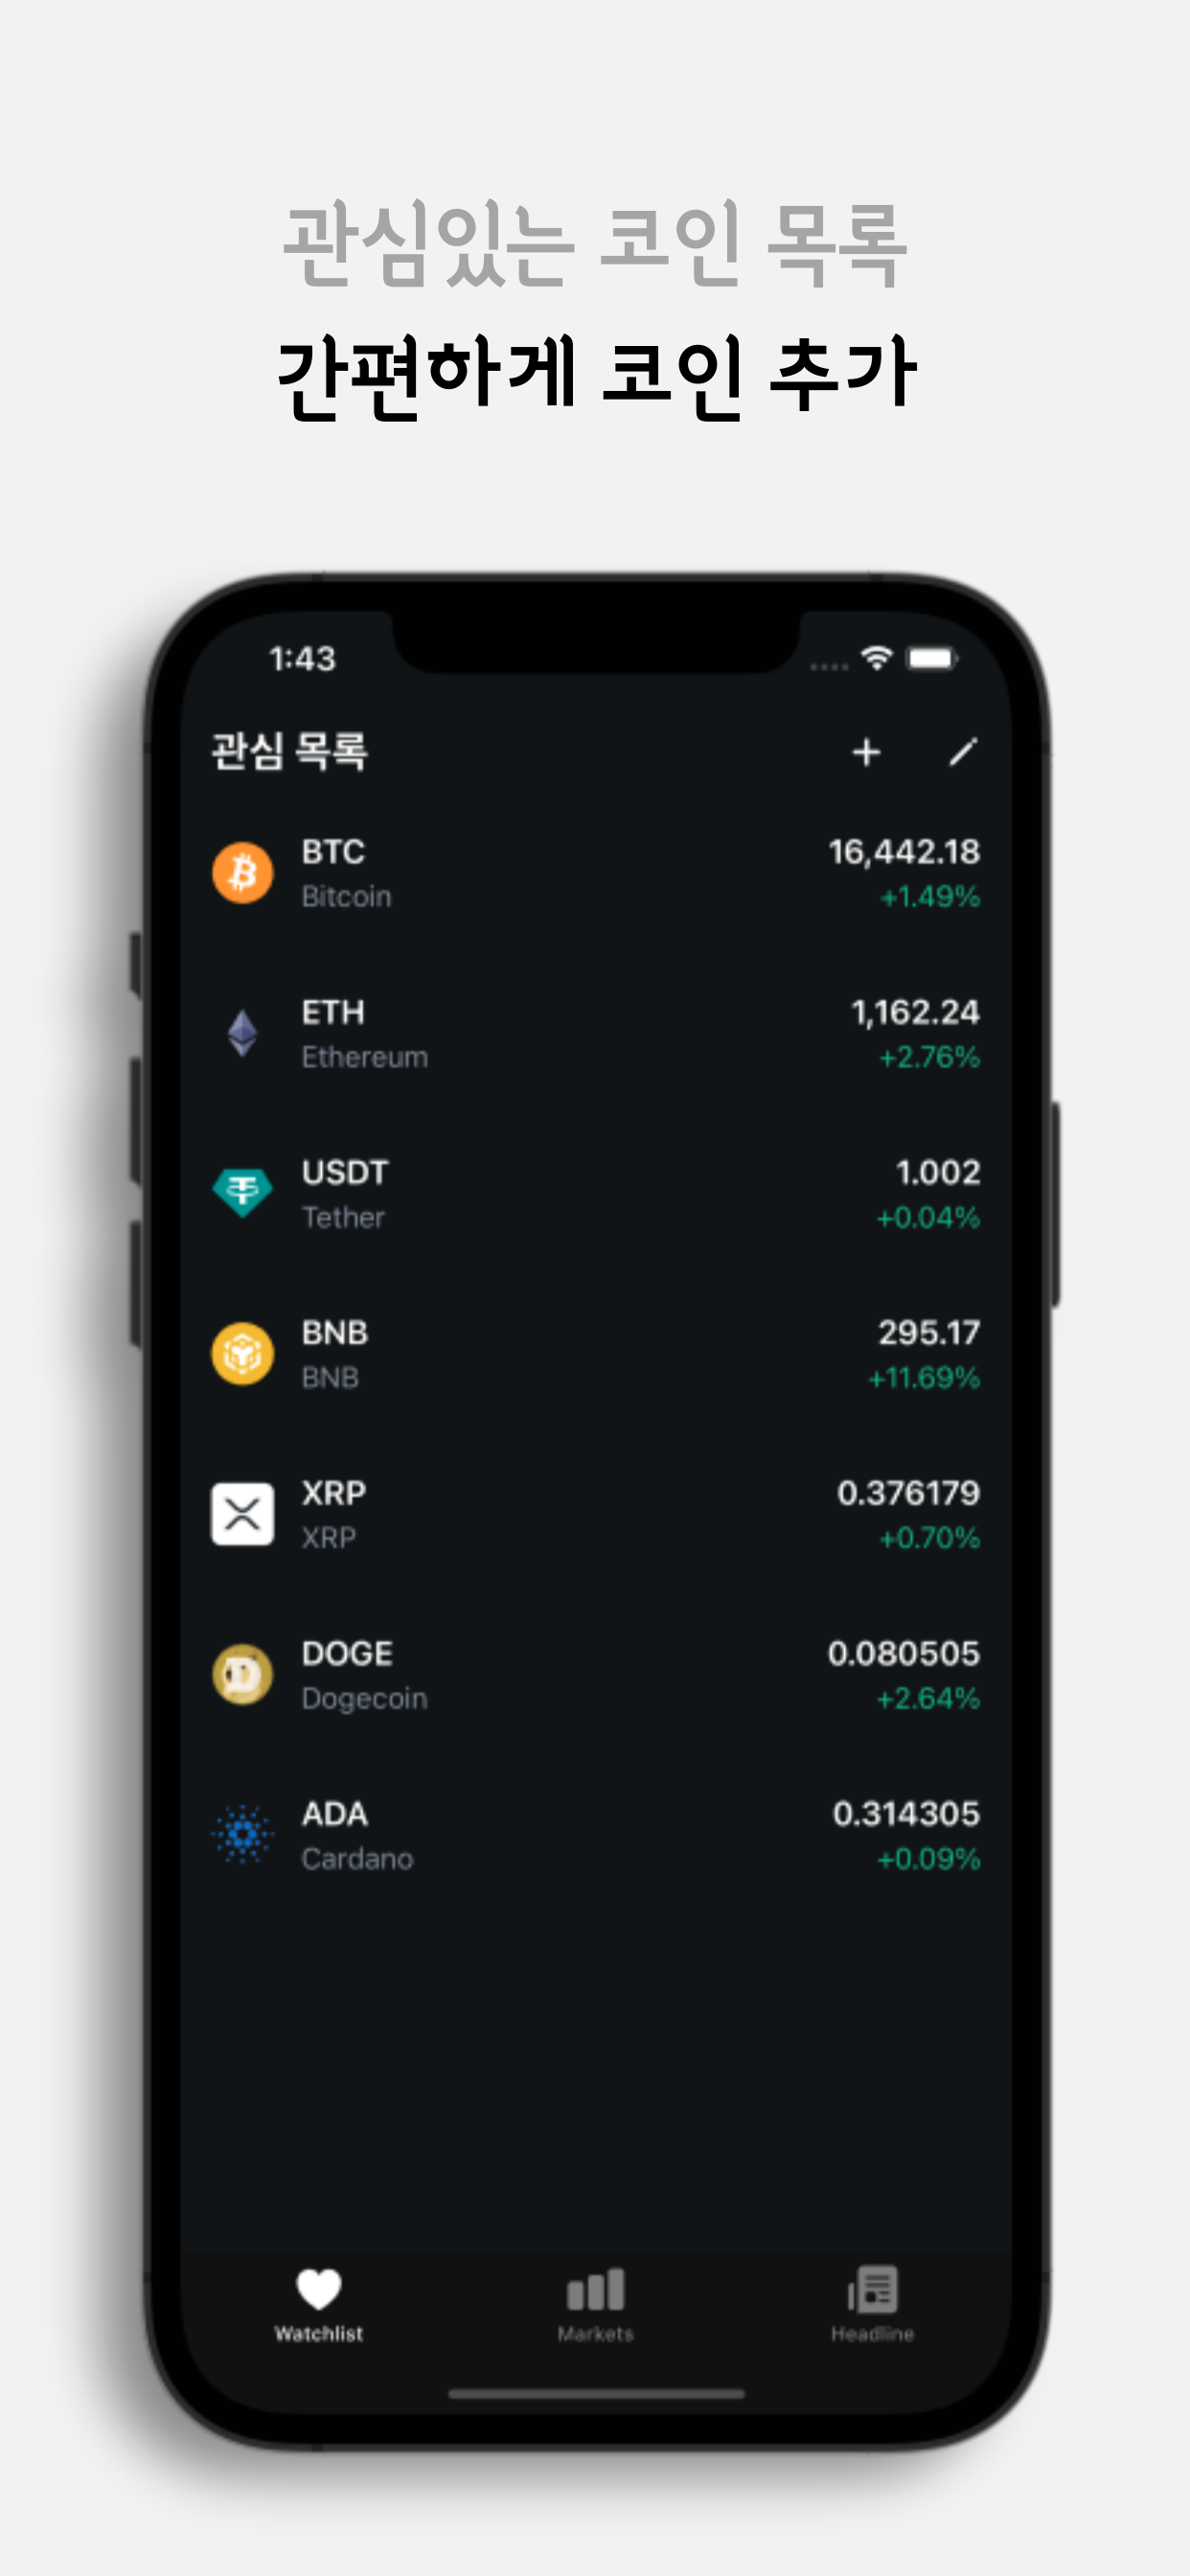 관심있는 코인 목록
간편하게 코인 추가
1:43
관심 목록
BTC 16,442.18
Bitcoin +1.49%
ETH 1,162.24
Ethereum +2.76%
USDT 1.002
Tether +0.04%
BNB 295.17
BNB +11.69%
XRP 0.376179
XRP +0.70%
DOGE 0.080505
Dogecoin +2.64%
ADA 0.314305
Cardano +0.09%
Watchlist Markets Headline